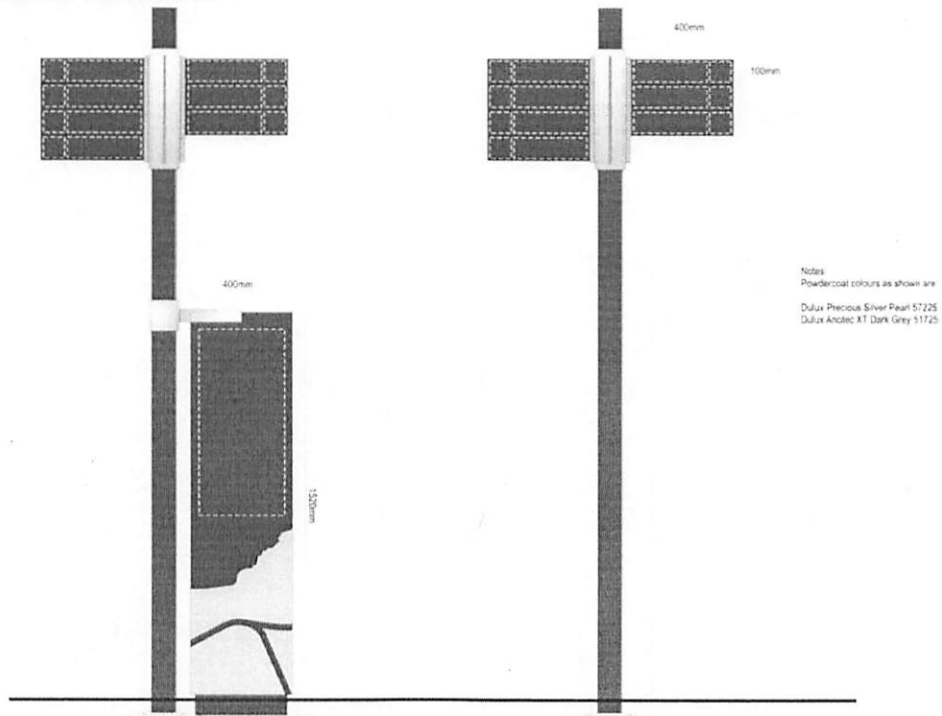 400mm
100mm
400mm
Notes
Powdercoat colours as shown are
Dulux Precious Silver Pearl 57225
Dulux Anotec XT Dark Grey 51725
1520mm